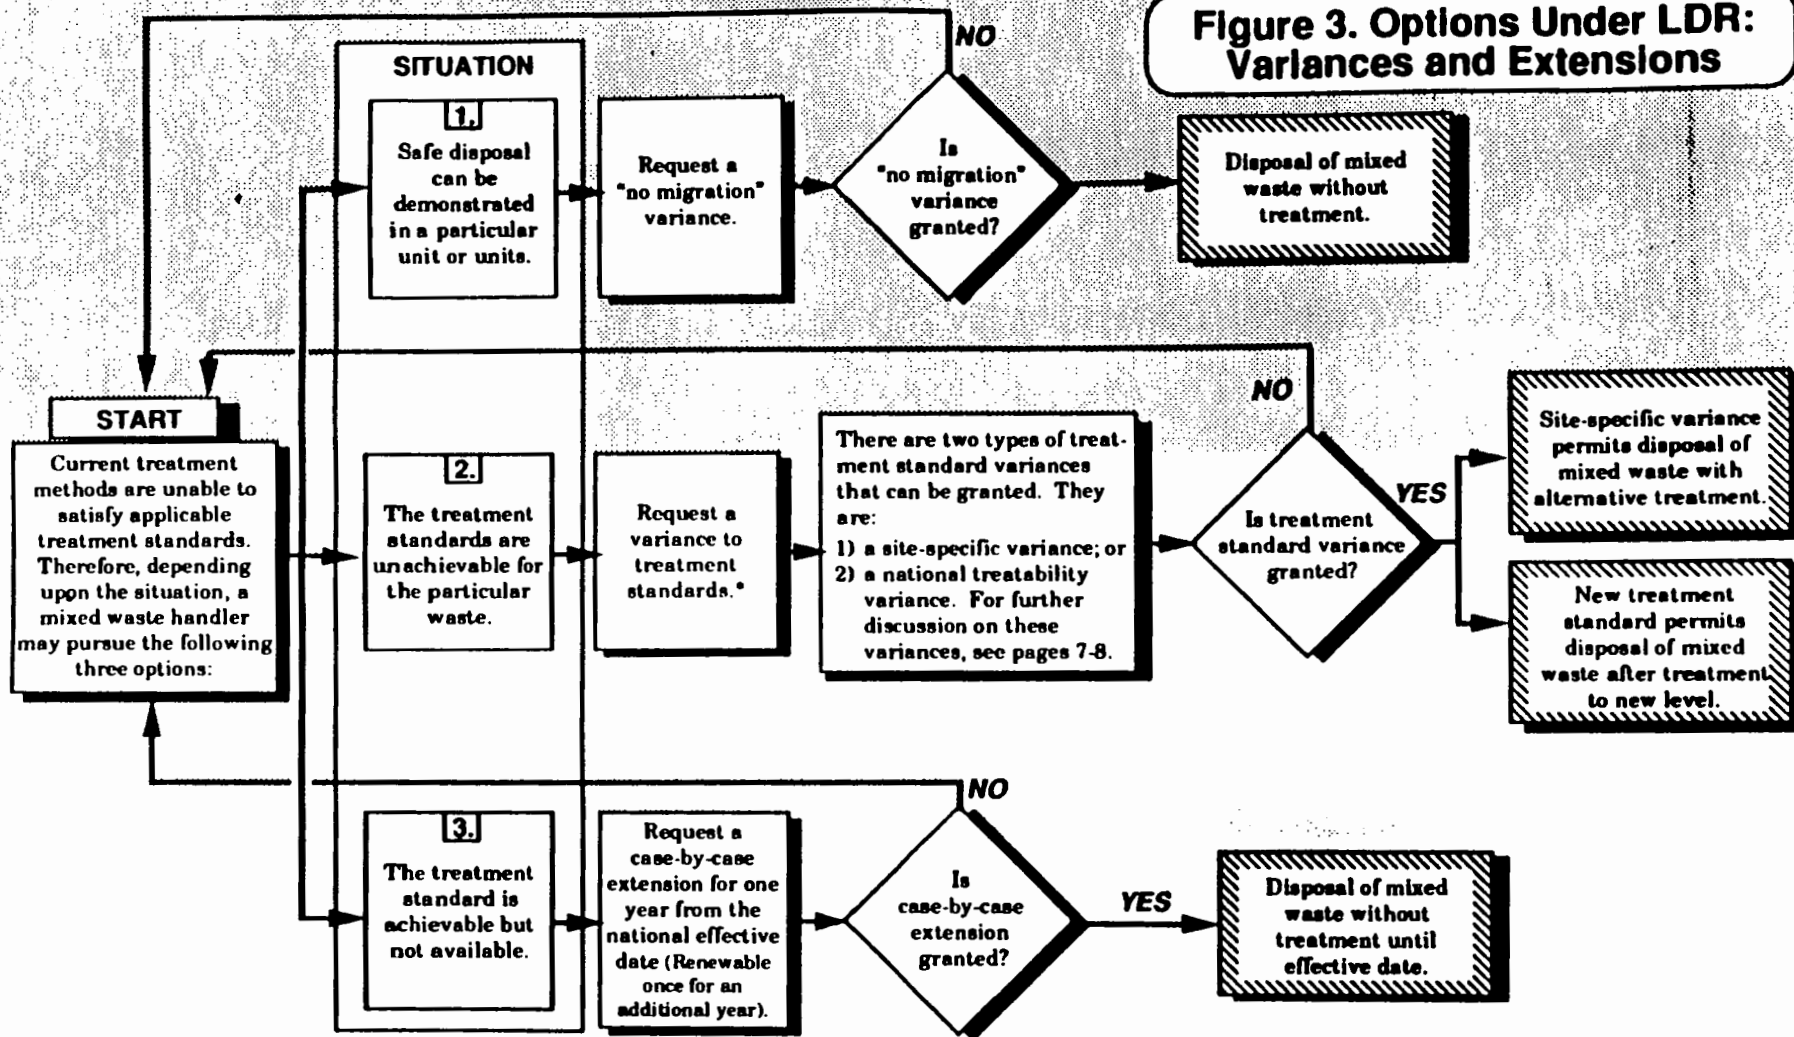 Figure 3. Options Under LDR:
Variances and Extensions
NO
SITUATION
1.
Safe disposal
can be
demonstrated
in a particular
unit or units.
Request a
"no migration"
variance.
Is
"no migration"
variance
granted?
Disposal of mixed
waste without
treatment.
START
Current treatment
methods are unable to
satisfy applicable
treatment standards.
Therefore, depending
upon the situation, a
mixed waste handler
may pursue the following
three options:
2.
The treatment
standards are
unachievable for
the particular
waste.
Request a
variance to
treatment
standards.*
There are two types of treat-
ment standard variances
that can be granted. They
are:
1) a site-specific variance; or
2) a national treatability
variance. For further
discussion on these
variances, see pages 7-8.
NO
Is treatment
standard variance
granted?
YES
Site-specific variance
permits disposal of
mixed waste with
alternative treatment.
New treatment
standard permits
disposal of mixed
waste after treatment
to new level.
3.
The treatment
standard is
achievable but
not available.
Request a
case-by-case
extension for one
year from the
national effective
date (Renewable
once for an
additional year).
NO
Is
case-by-case
extension
granted?
YES
Disposal of mixed
waste without
treatment until
effective date.